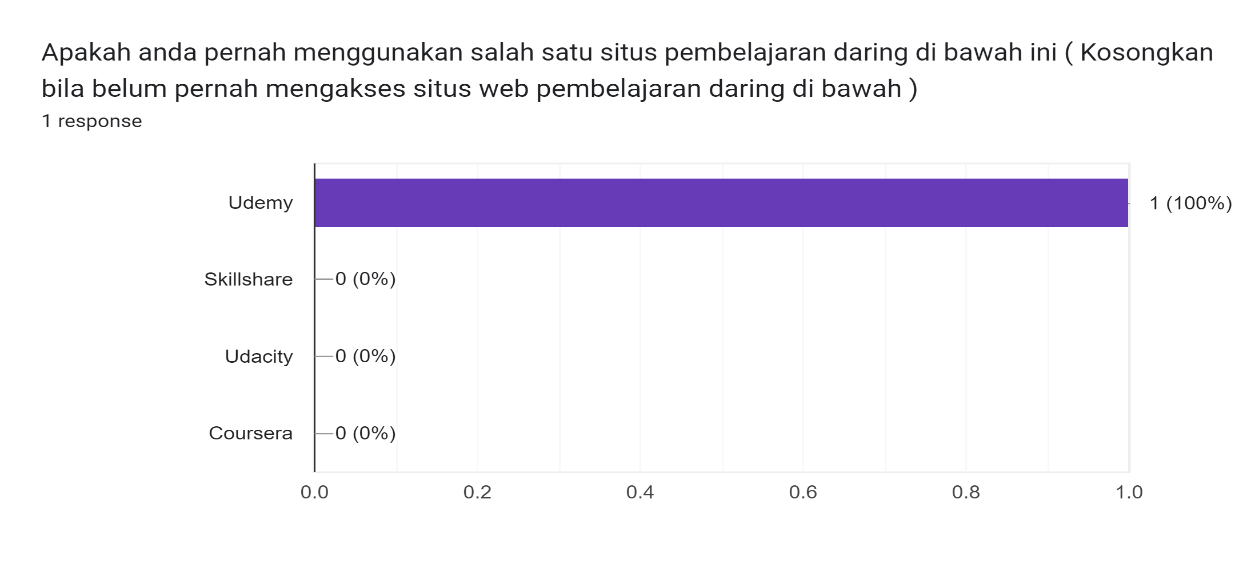 Apakah anda pernah menggunakan salah satu situs pembelajaran daring di bawah ini ( Kosongkan
bila belum pernah mengakses situs web pembelajaran daring di bawah )
1 response
Udemy 1 (100%)
Skillshare 0 (0%)
Udacity 0 (0%)
Coursera 0 (0%)
0.0 0.2 0.4 0.6 0.8 1.0